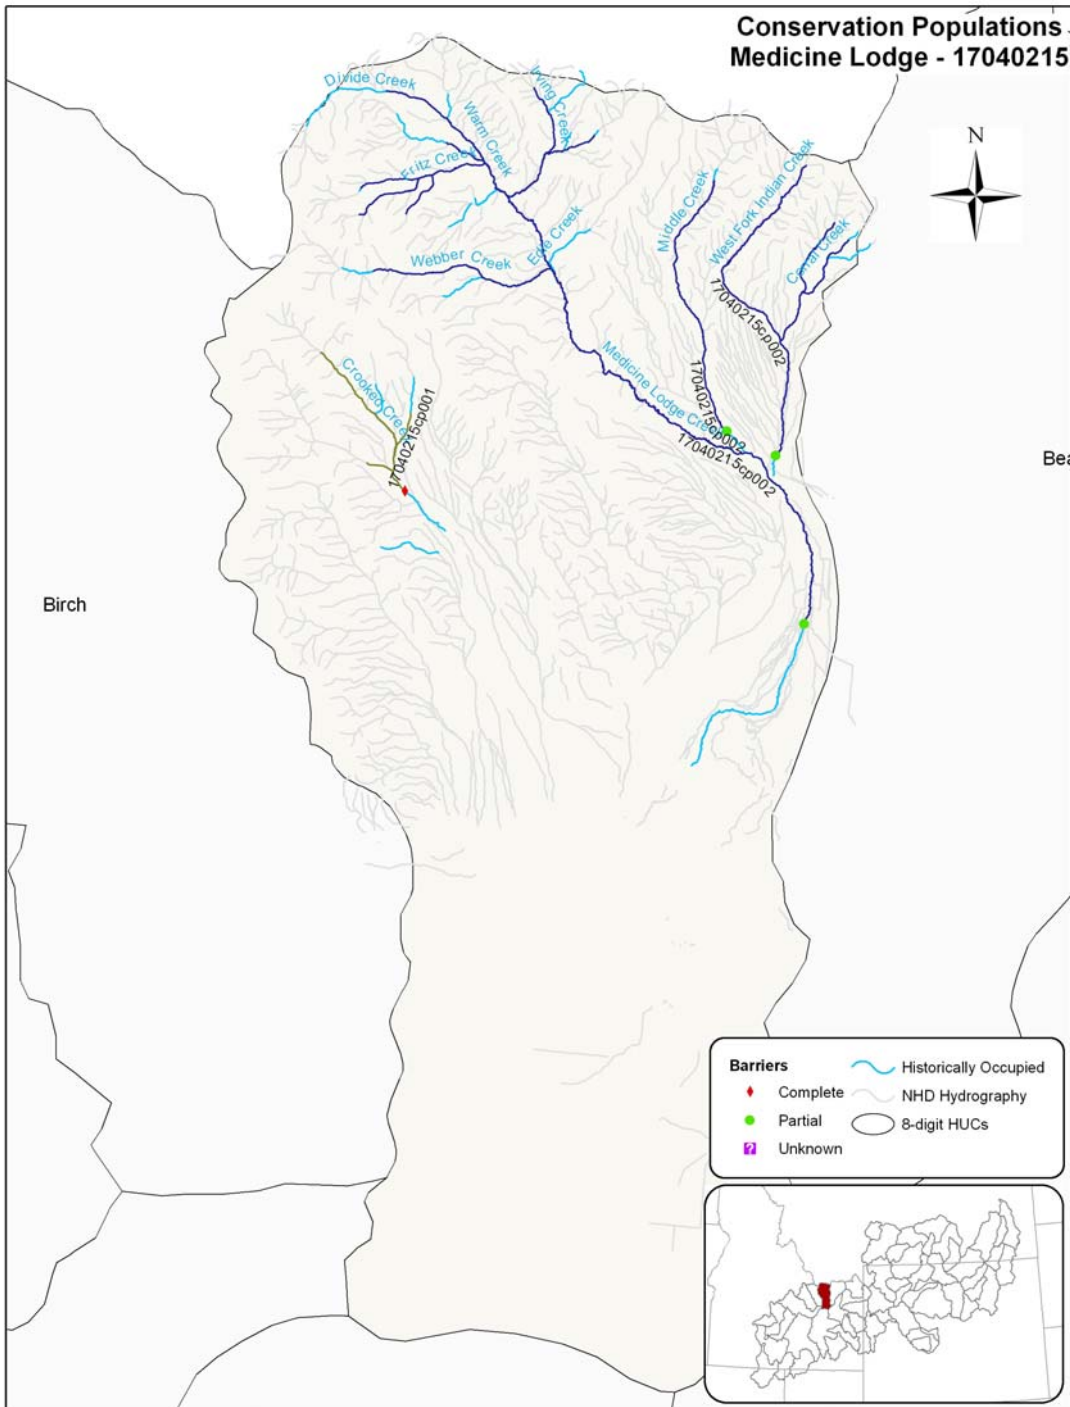 Conservation Populations
Medicine Lodge - 17040215
N
Divide Creek
Warm Creek
Irving Creek
Fritz Creek
Middle Creek
West Fork Indian Creek
Corral Creek
Edie Creek
Webber Creek
17040215cp002
Medicine Lodge Creek
17040215cp002
17040215cp002
Crooked Creek
17040215cp001
Bea
Birch
Barriers
Complete
Partial
Unknown
Historically Occupied
NHD Hydrography
8-digit HUCs